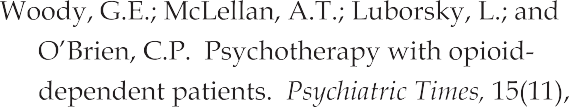 Woody, G.E.; McLellan, A.T.; Luborsky, L.; and
O’Brien, C.P.  Psychotherapy with opioid-
dependent patients.  Psychiatric Times, 15(11),